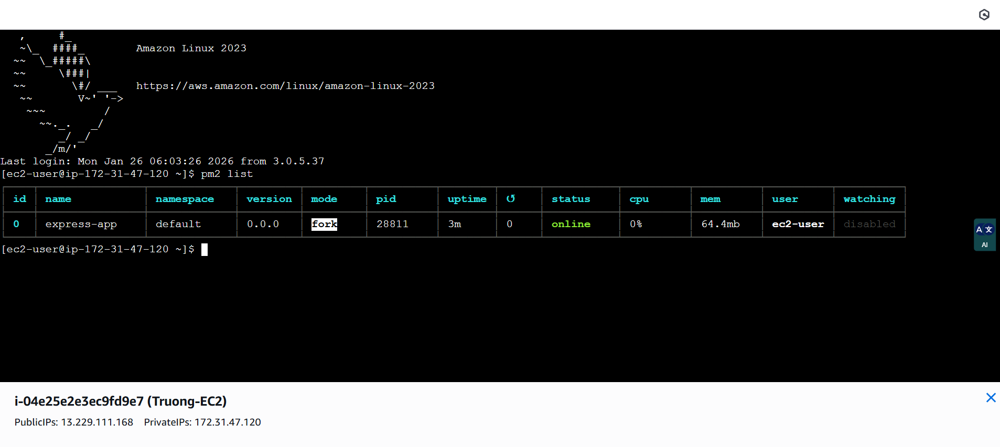 ,     #_
   ~\_  ####_        Amazon Linux 2023
  ~~  \_#####\
  ~~     \###|
  ~~       \#/ ___   https://aws.amazon.com/linux/amazon-linux-2023
   ~~       V~' '->
    ~~~         /
      ~~._.   _/
         _/ _/
       _/m/'
Last login: Mon Jan 26 06:03:26 2026 from 3.0.5.37
[ec2-user@ip-172-31-47-120 ~]$ pm2 list
id name namespace version mode pid uptime ↺ status cpu mem user watching
0 express-app default 0.0.0 fork 28811 3m 0 online 0% 64.4mb ec2-user disabled
[ec2-user@ip-172-31-47-120 ~]$
A 文
AI
i-04e25e2e3ec9fd9e7 (Truong-EC2)
PublicIPs: 13.229.111.168 PrivateIPs: 172.31.47.120